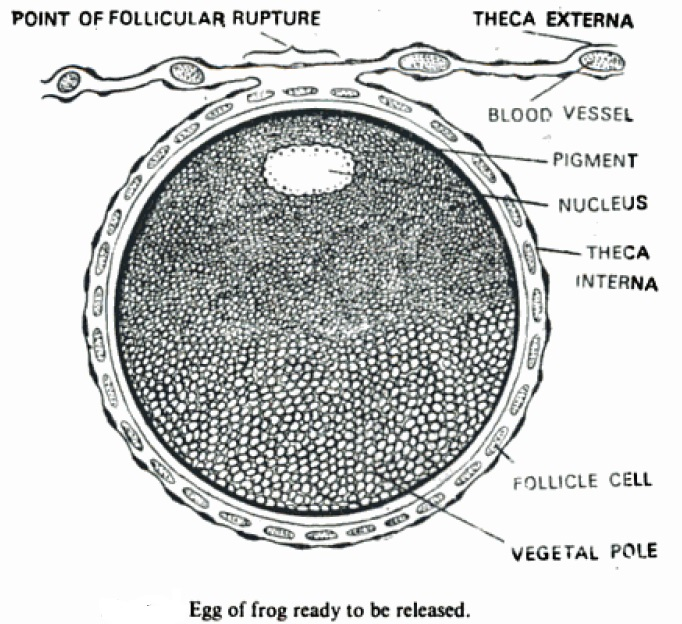 POINT OF FOLLICULAR RUPTURE
THECA EXTERNA
BLOOD VESSEL
PIGMENT
NUCLEUS
THECA
INTERNA
FOLLICLE CELL
VEGETAL POLE
Egg of frog ready to be released.